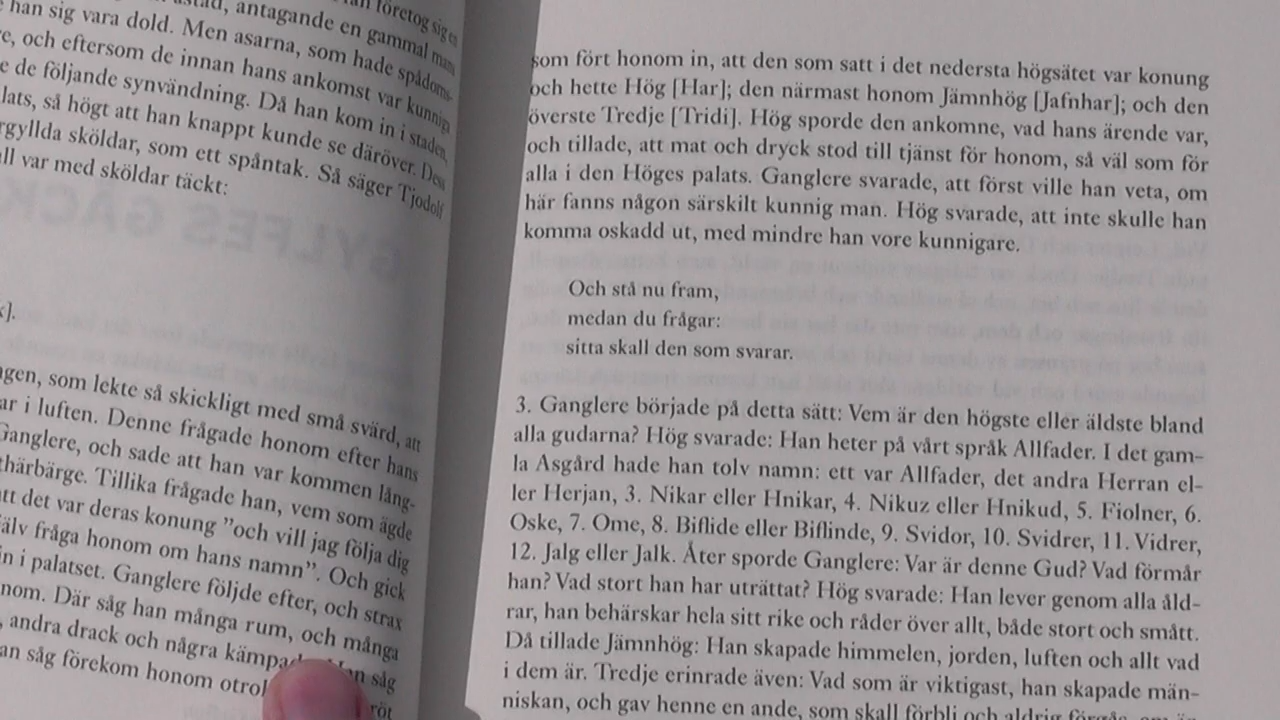 företog sig en
antagande en gammal mans
han sig vara dold. Men asarna, som hade spådoms-
e, och eftersom de innan hans ankomst var kunniga
e de följande synvändning. Då han kom in i staden,
lats, så högt att han knappt kunde se däröver. Dess
rgyllda sköldar, som ett spåntak. Så säger Tjodolf
ll var med sköldar täckt:
k].
gen, som lekte så skickligt med små svärd, att
ar i luften. Denne frågade honom efter hans
Ganglere, och sade att han var kommen lång-
thärbärge. Tillika frågade han, vem som ägde
tt det var deras konung ”och vill jag följa dig
älv fråga honom om hans namn”. Och gick
n i palatset. Ganglere följde efter, och strax
nom. Där såg han många rum, och många
, andra drack och några kämpade. Han såg
an såg förekom honom otrol
röt
som fört honom in, att den som satt i det nedersta högsätet var konung
och hette Hög [Har]; den närmast honom Jämnhög [Jafnhar]; och den
överste Tredje [Tridi]. Hög sporde den ankomne, vad hans ärende var,
och tillade, att mat och dryck stod till tjänst för honom, så väl som för
alla i den Höges palats. Ganglere svarade, att först ville han veta, om
här fanns någon särskilt kunnig man. Hög svarade, att inte skulle han
komma oskadd ut, med mindre han vore kunnigare.
Och stå nu fram,
medan du frågar:
sitta skall den som svarar.
3. Ganglere började på detta sätt: Vem är den högste eller äldste bland
alla gudarna? Hög svarade: Han heter på vårt språk Allfader. I det gam-
la Asgård hade han tolv namn: ett var Allfader, det andra Herran el-
ler Herjan, 3. Nikar eller Hnikar, 4. Nikuz eller Hnikud, 5. Fiolner, 6.
Oske, 7. Ome, 8. Biflide eller Biflinde, 9. Svidor, 10. Svidrer, 11. Vidrer,
12. Jalg eller Jalk. Åter sporde Ganglere: Var är denne Gud? Vad förmår
han? Vad stort han har uträttat? Hög svarade: Han lever genom alla åld-
rar, han behärskar hela sitt rike och råder över allt, både stort och smått.
Då tillade Jämnhög: Han skapade himmelen, jorden, luften och allt vad
i dem är. Tredje erinrade även: Vad som är viktigast, han skapade män-
niskan, och gav henne en ande, som skall förbli och aldrig förgås, om